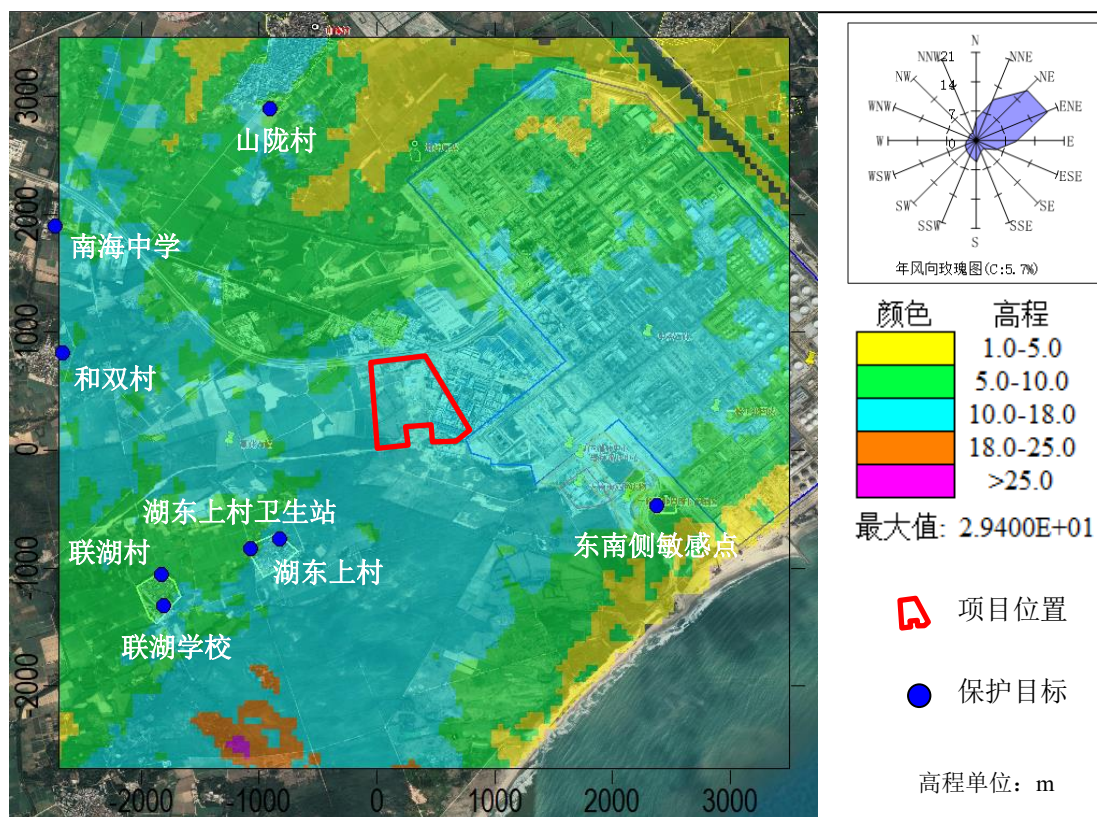 山陇村
南海中学
和双村
湖东上村卫生站
联湖村
湖东上村
联湖学校
东南侧敏感点
3000
2000
1000
0
-1000
-2000
-2000
-1000
0
1000
2000
3000
N
NNE
NE
ENE
E
ESE
SE
SSE
S
SSW
SW
WSW
W
WNW
NW
NNW
21
14
7
0
年风向玫瑰图(C:5.7%)
颜色 高程
1.0-5.0
5.0-10.0
10.0-18.0
18.0-25.0
>25.0
最大值: 2.9400E+01
项目位置
保护目标
高程单位：m